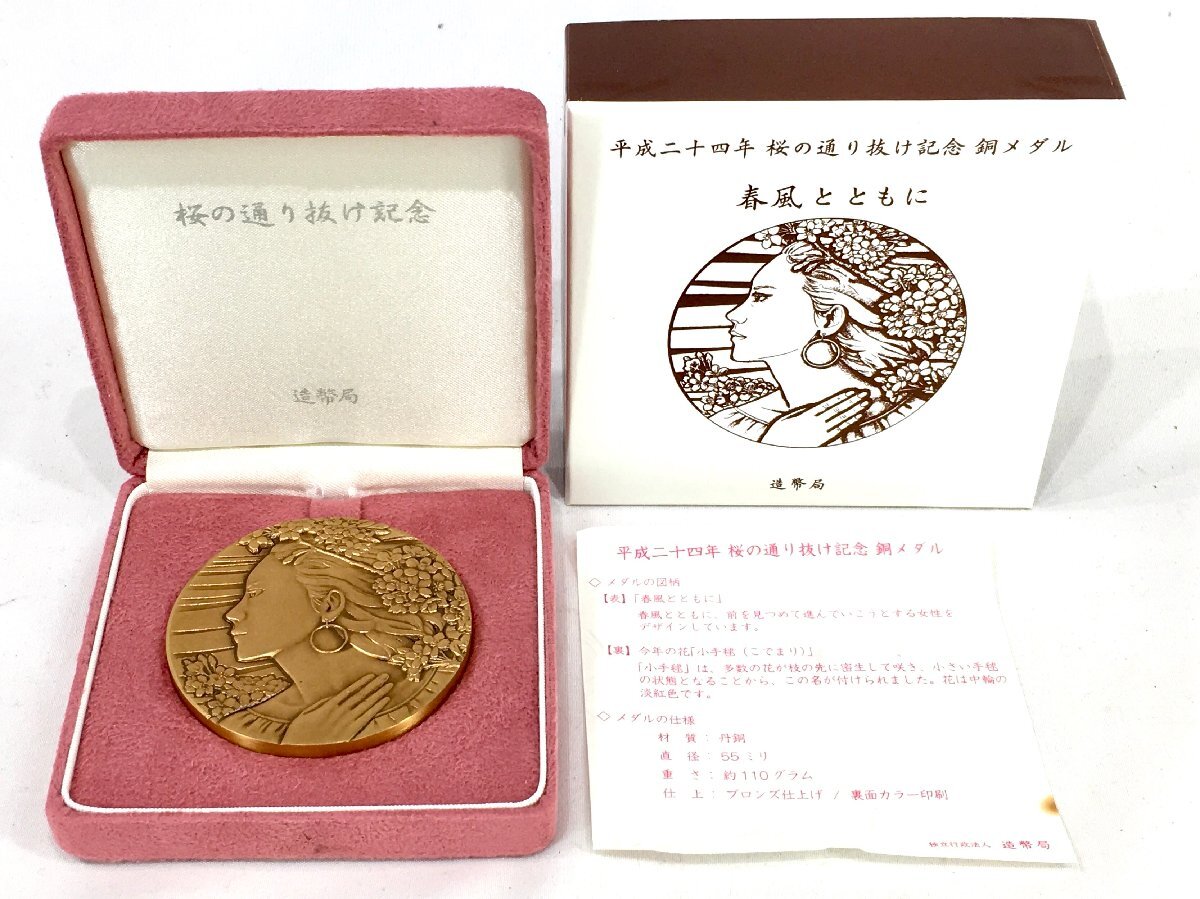 桜の通り抜け記念
造幣局
平成二十四年 桜の通り抜け記念 銅メダル
春風とともに
造幣局
平成二十四年 桜の通り抜け記念 銅メダル
◇メダルの図柄
【表】「春風とともに」
春風とともに、前を見つめて進んでいこうとする女性を
デザインしています。
【裏】今年の花「小手毬（こでまり）」
「小手毬」は、多数の花が枝の先に密生して咲き、小さい手毬
の状態となることから、この名が付けられました。花は中輪の
淡紅色です。
◇メダルの仕様
材 質：丹銅
直 径：55ミリ
重 さ：約110グラム
仕 上：ブロンズ仕上げ / 裏面カラー印刷
独立行政法人 造幣局